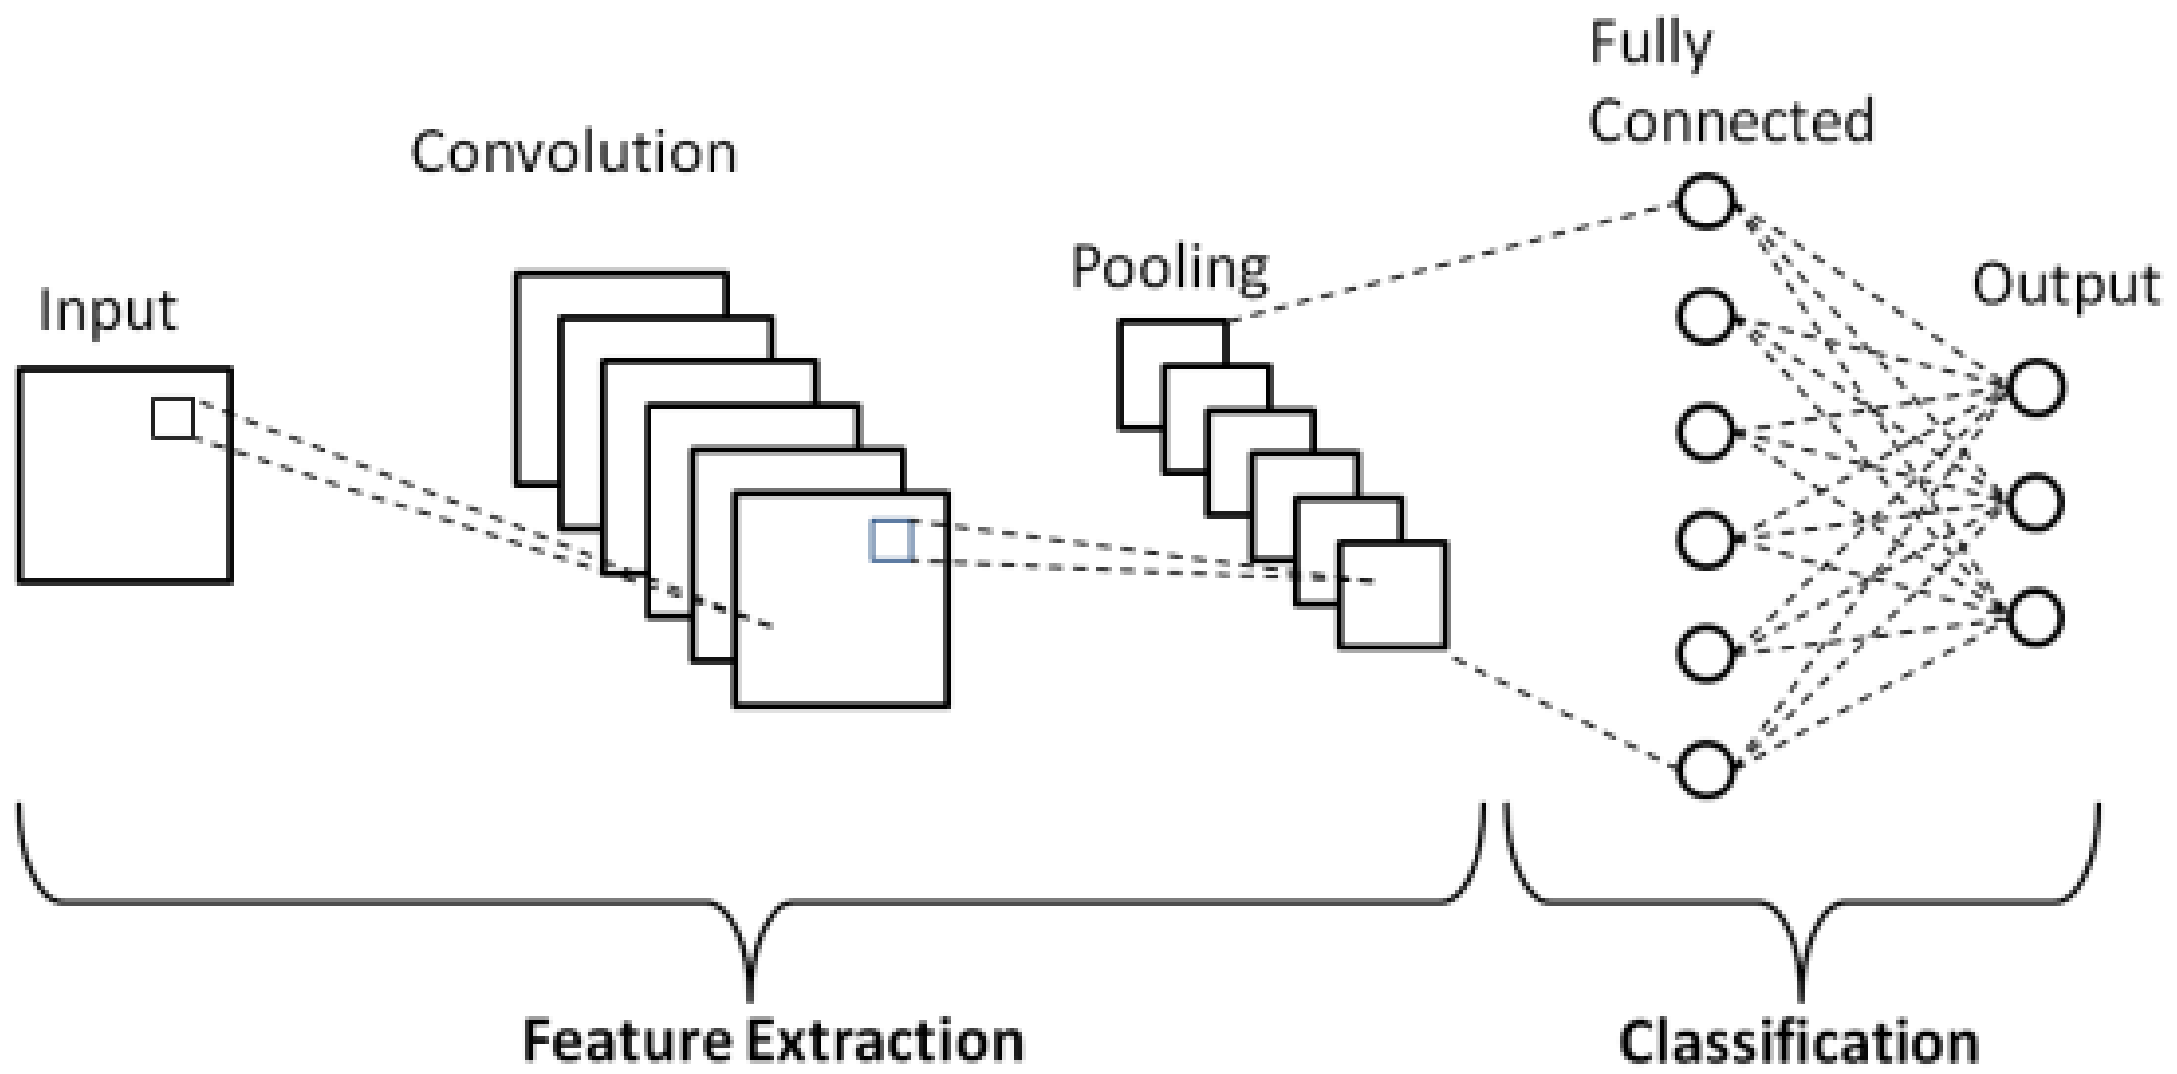 Fully
Connected
Convolution
Pooling
Output
Input
Feature Extraction
Classification